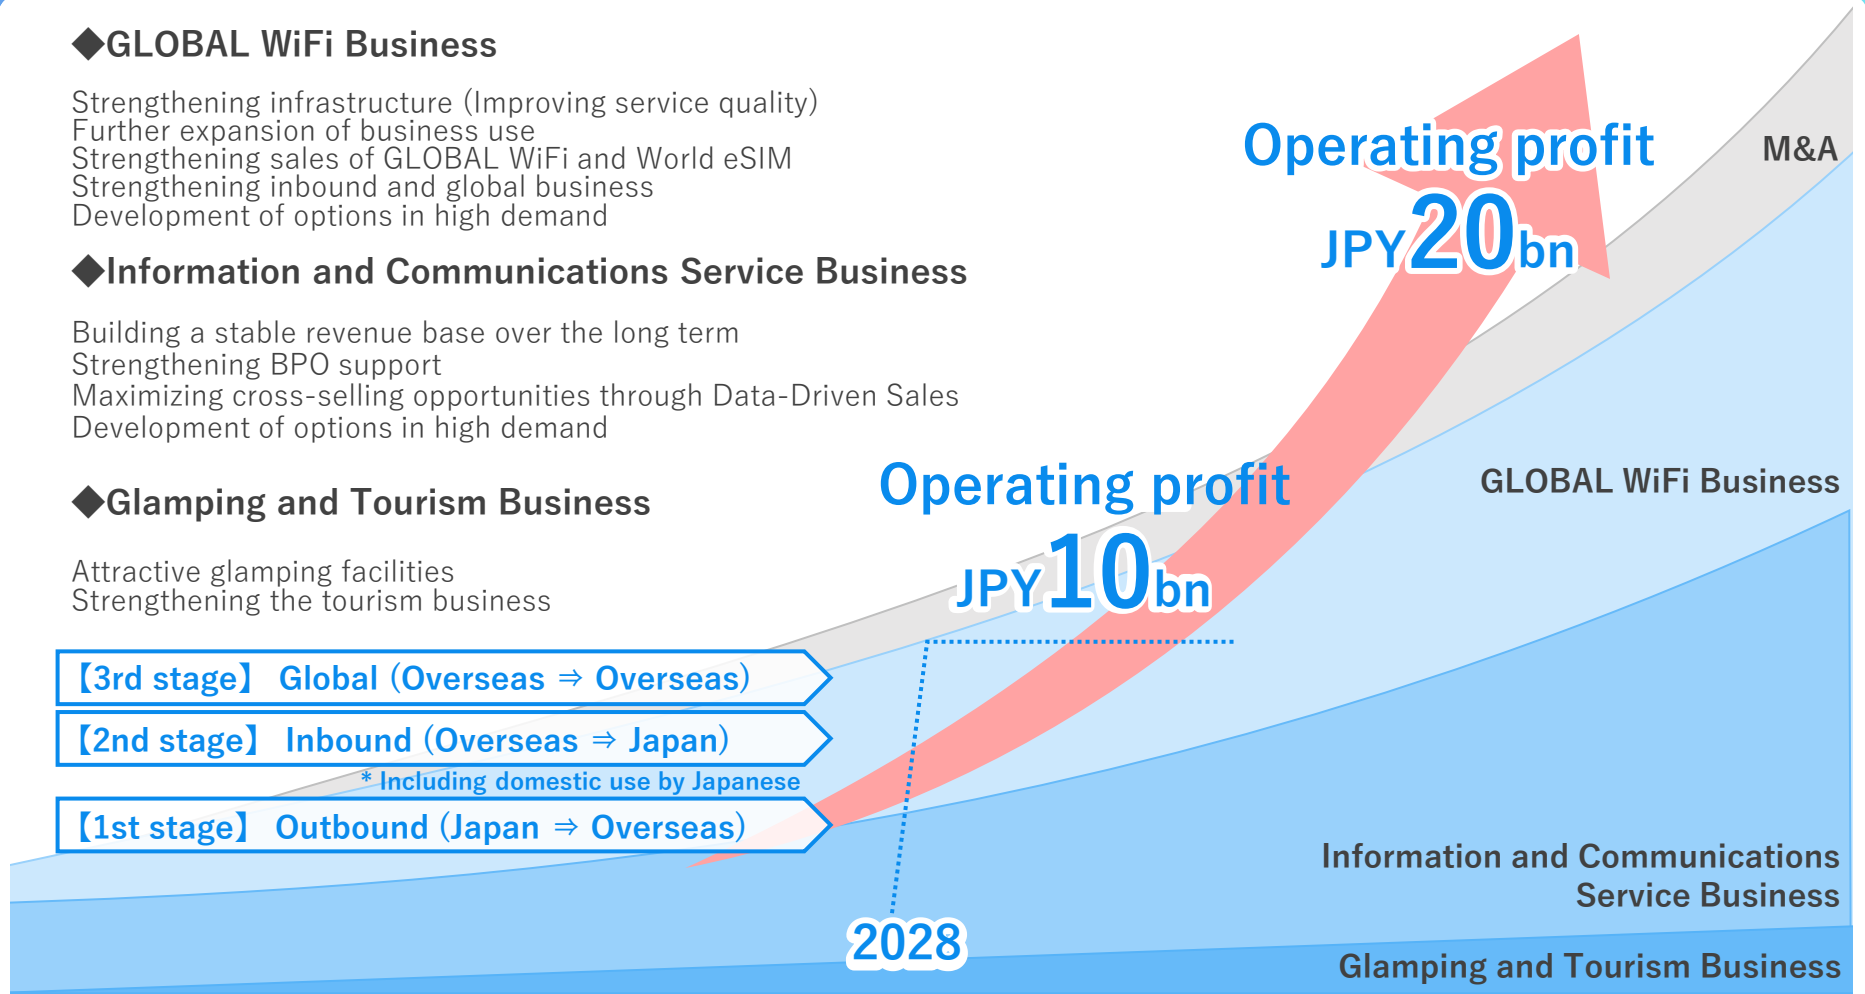 ◆GLOBAL WiFi Business
Strengthening infrastructure (Improving service quality)
Further expansion of business use
Strengthening sales of GLOBAL WiFi and World eSIM
Strengthening inbound and global business
Development of options in high demand
◆Information and Communications Service Business
Building a stable revenue base over the long term
Strengthening BPO support
Maximizing cross-selling opportunities through Data-Driven Sales
Development of options in high demand
◆Glamping and Tourism Business
Attractive glamping facilities
Strengthening the tourism business
【3rd stage】 Global (Overseas ⇒ Overseas)
【2nd stage】 Inbound (Overseas ⇒ Japan)
* Including domestic use by Japanese
【1st stage】 Outbound (Japan ⇒ Overseas)
Operating profit
JPY10bn
2028
Operating profit
JPY20bn
M&A
GLOBAL WiFi Business
Information and Communications
Service Business
Glamping and Tourism Business